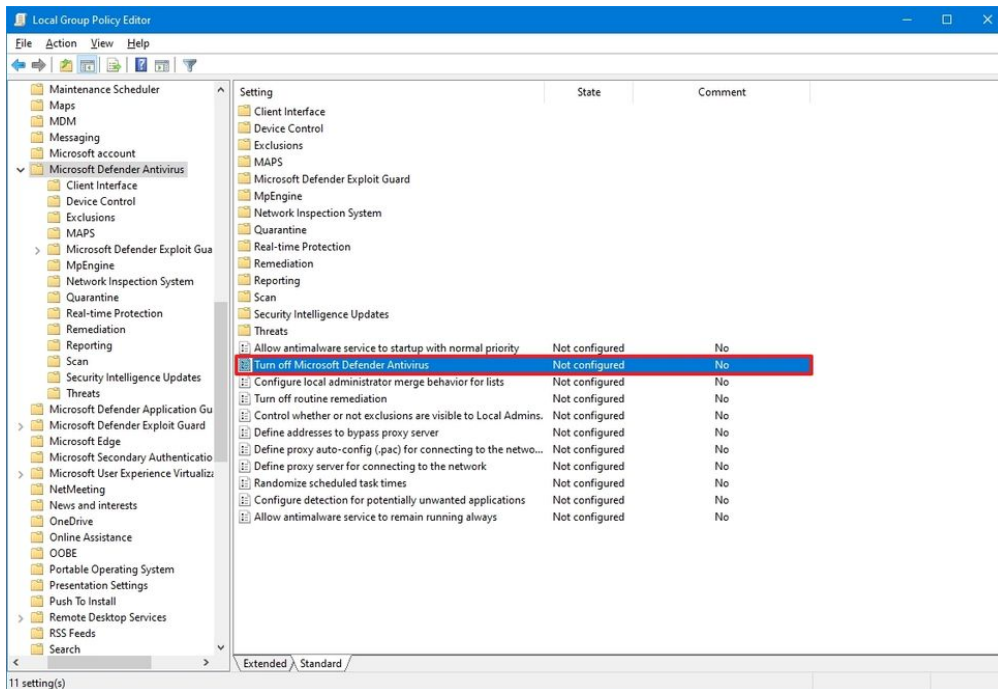 Local Group Policy Editor
File Action View Help
Maintenance Scheduler
Maps
MDM
Messaging
Microsoft account
Microsoft Defender Antivirus
Client Interface
Device Control
Exclusions
MAPS
Microsoft Defender Exploit Gua
MpEngine
Network Inspection System
Quarantine
Real-time Protection
Remediation
Reporting
Scan
Security Intelligence Updates
Threats
Microsoft Defender Application Gu
Microsoft Defender Exploit Guard
Microsoft Edge
Microsoft Secondary Authenticatio
Microsoft User Experience Virtualiza
NetMeeting
News and interests
OneDrive
Online Assistance
OOBE
Portable Operating System
Presentation Settings
Push To Install
Remote Desktop Services
RSS Feeds
Search
Setting State Comment
Client Interface
Device Control
Exclusions
MAPS
Microsoft Defender Exploit Guard
MpEngine
Network Inspection System
Quarantine
Real-time Protection
Remediation
Reporting
Scan
Security Intelligence Updates
Threats
Allow antimalware service to startup with normal priority Not configured No
Turn off Microsoft Defender Antivirus Not configured No
Configure local administrator merge behavior for lists Not configured No
Turn off routine remediation Not configured No
Control whether or not exclusions are visible to Local Admins. Not configured No
Define addresses to bypass proxy server Not configured No
Define proxy auto-config (.pac) for connecting to the netwo... Not configured No
Define proxy server for connecting to the network Not configured No
Randomize scheduled task times Not configured No
Configure detection for potentially unwanted applications Not configured No
Allow antimalware service to remain running always Not configured No
Extended Standard
11 setting(s)